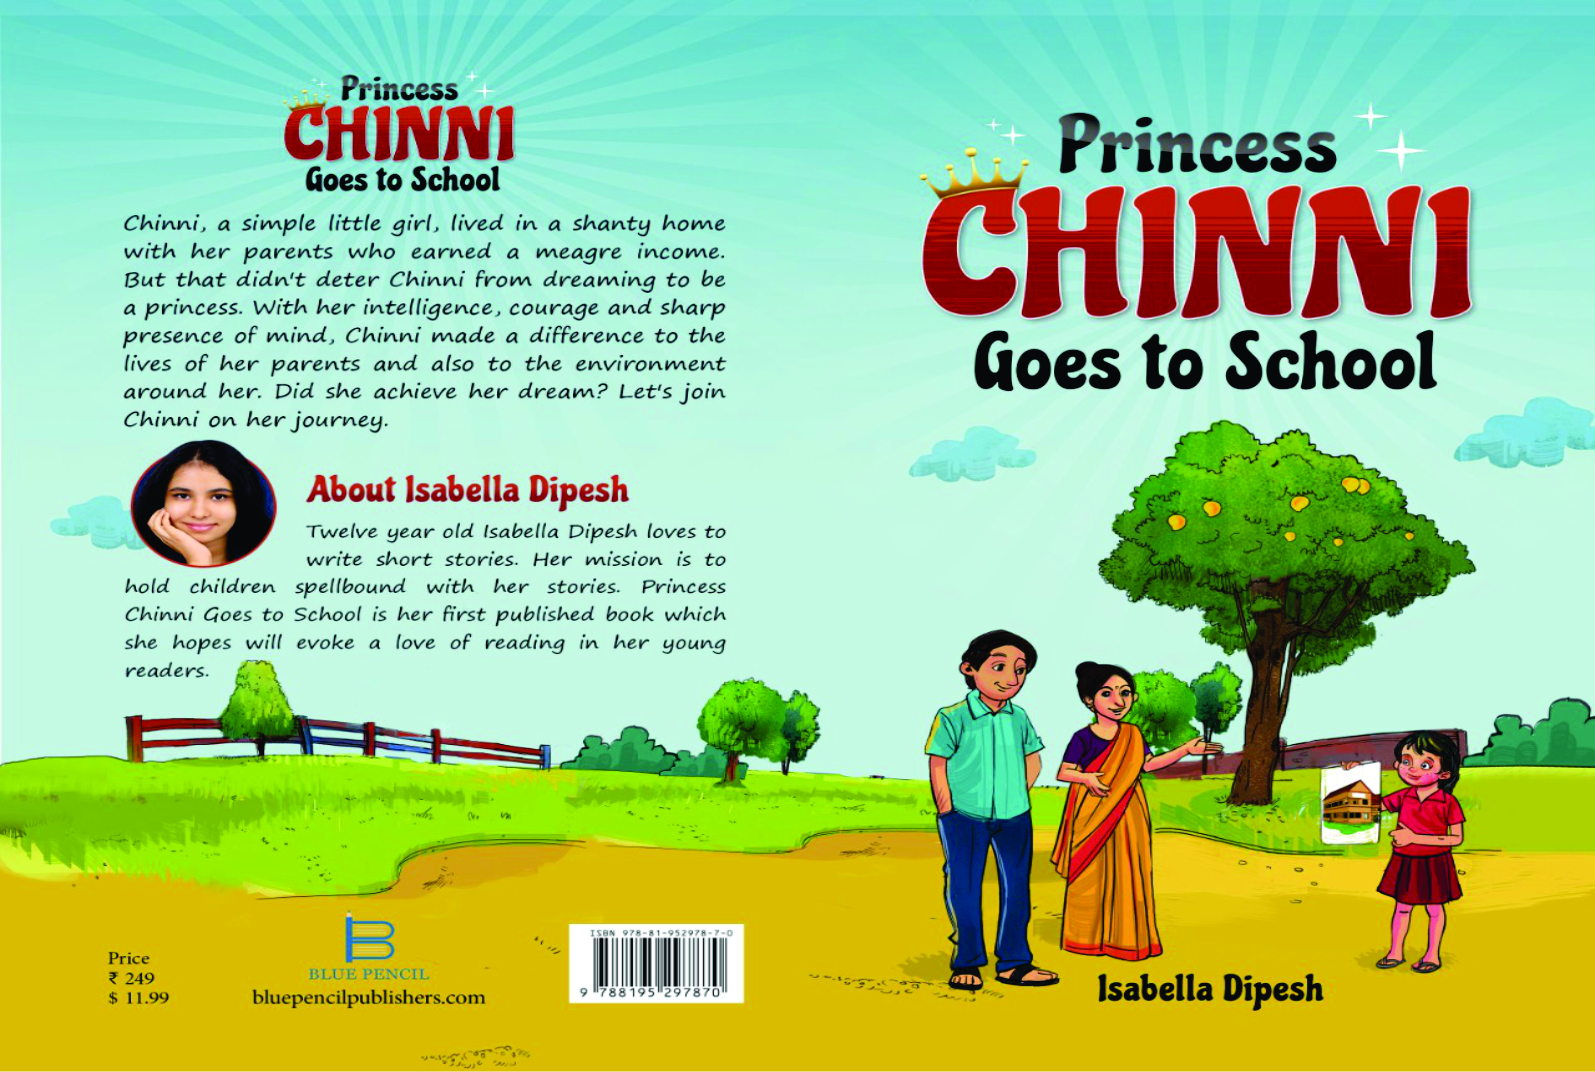 Princess
CHINNI
Goes to School
Chinni, a simple little girl, lived in a shanty home
with her parents who earned a meagre income.
But that didn't deter Chinni from dreaming to be
a princess. With her intelligence, courage and sharp
presence of mind, Chinni made a difference to the
lives of her parents and also to the environment
around her. Did she achieve her dream? Let's join
Chinni on her journey.
About Isabella Dipesh
Twelve year old Isabella Dipesh loves to
write short stories. Her mission is to
hold children spellbound with her stories. Princess
Chinni Goes to School is her first published book which
she hopes will evoke a love of reading in her young
readers.
Price
₹ 249
$ 11.99
BLUE PENCIL
bluepencilpublishers.com
ISBN 978-81-952978-7-0
9 788195 297870
Princess
CHINNI
Goes to School
Isabella Dipesh